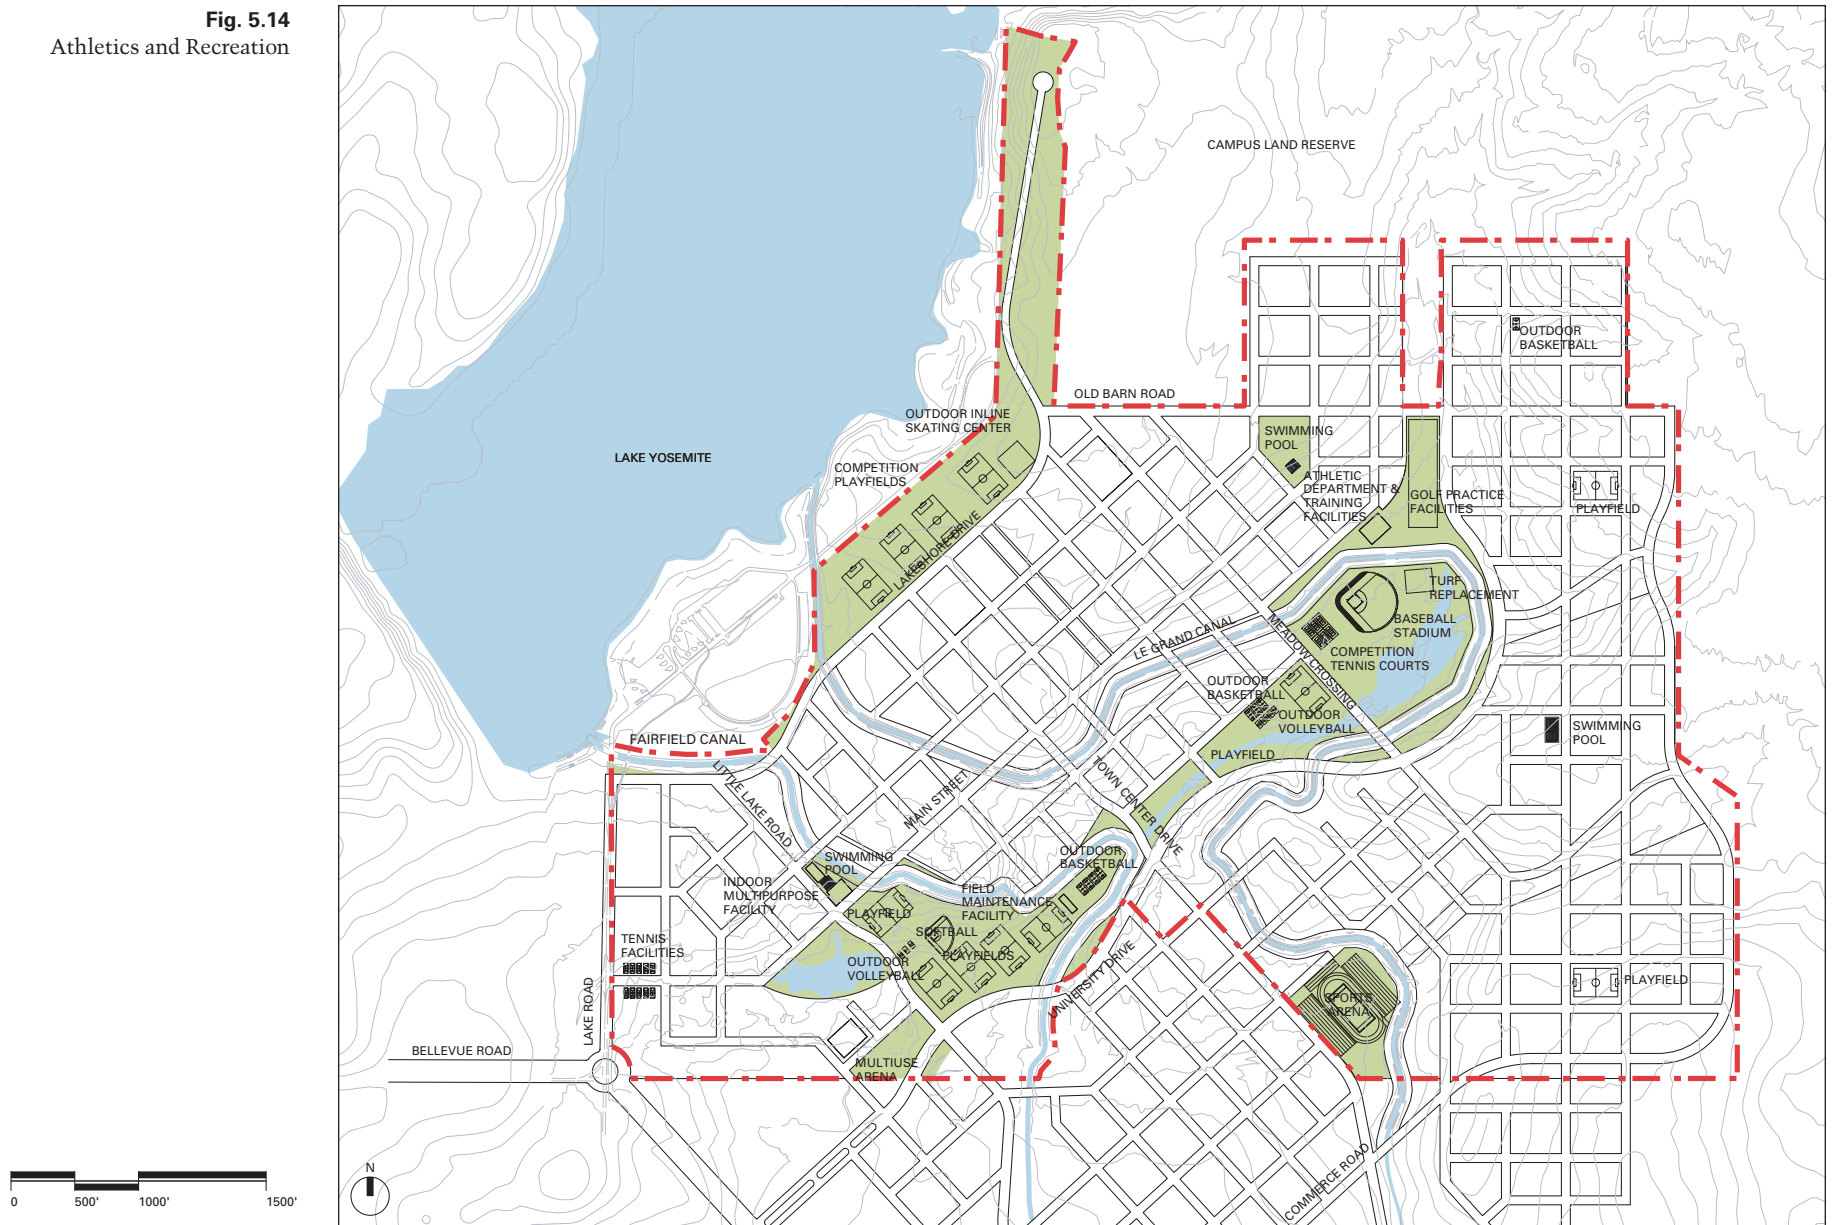 Fig. 5.14
Athletics and Recreation
CAMPUS LAND RESERVE
OUTDOOR
BASKETBALL
OLD BARN ROAD
OUTDOOR INLINE
SKATING CENTER
SWIMMING
POOL
LAKE YOSEMITE
COMPETITION
PLAYFIELDS
ATHLETIC
DEPARTMENT &
TRAINING
FACILITIES
GOLF PRACTICE
FACILITIES
PLAYFIELD
LAKESHORE DRIVE
TURF
REPLACEMENT
BASEBALL
STADIUM
LE GRAND CANAL
MEADOW CROSSING
COMPETITION
TENNIS COURTS
OUTDOOR
BASKETBALL
OUTDOOR
VOLLEYBALL
SWIMMING
POOL
FAIRFIELD CANAL
PLAYFIELD
LITTLE LAKE ROAD
MAIN STREET
TOWN CENTER DRIVE
SWIMMING
POOL
OUTDOOR
BASKETBALL
INDOOR
MULTIPURPOSE
FACILITY
FIELD
MAINTENANCE
FACILITY
PLAYFIELD
SOFTBALL
TENNIS
FACILITIES
PLAYFIELDS
OUTDOOR
VOLLEYBALL
UNIVERSITY DRIVE
PLAYFIELD
LAKE ROAD
SPORTS
ARENA
BELLEVUE ROAD
MULTIUSE
ARENA
COMMERCE ROAD
N
0 500' 1000' 1500'